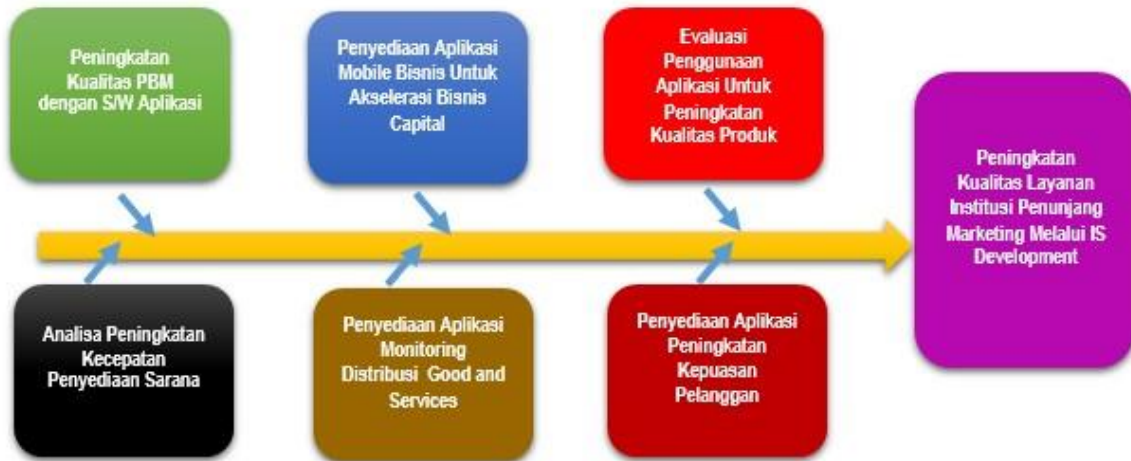 Peningkatan
Kualitas PBM
dengan S/W Aplikasi
Penyediaan Aplikasi
Mobile Bisnis Untuk
Akselerasi Bisnis
Capital
Evaluasi
Penggunaan
Aplikasi Untuk
Peningkatan
Kualitas Produk
Peningkatan
Kualitas Layanan
Institusi Penunjang
Marketing Melalui IS
Development
Analisa Peningkatan
Kecepatan
Penyediaan Sarana
Penyediaan Aplikasi
Monitoring
Distribusi Good and
Services
Penyediaan Aplikasi
Peningkatan
Kepuasan
Pelanggan